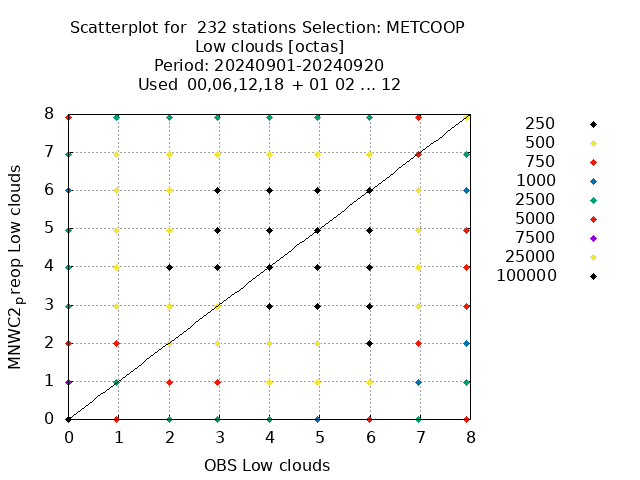 Scatterplot for  232 stations Selection: METCOOP
Low clouds [octas]
Period: 20240901-20240920
Used  00,06,12,18 + 01 02 ... 12
8
7
6
5
4
3
2
1
0
MNWC2_preop Low clouds
0 1 2 3 4 5 6 7 8
OBS Low clouds
250
500
750
1000
2500
5000
7500
25000
100000